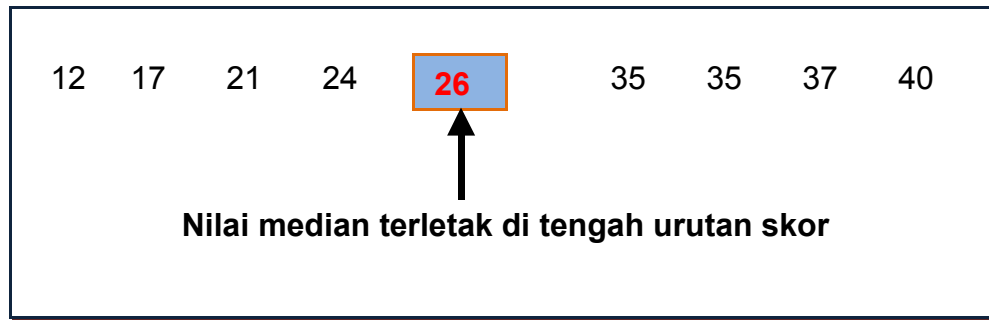 12 17 21 24 26 35 35 37 40
Nilai median terletak di tengah urutan skor